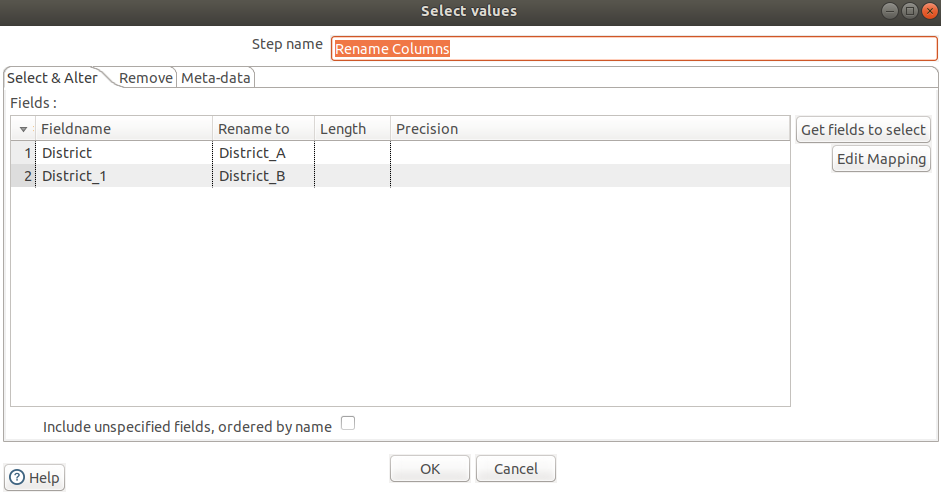 Select values
Step name Rename Columns
Select & Alter Remove Meta-data
Fields :
Fieldname Rename to Length Precision
1 District District_A
2 District_1 District_B
Get fields to select
Edit Mapping
Include unspecified fields, ordered by name
Help OK Cancel